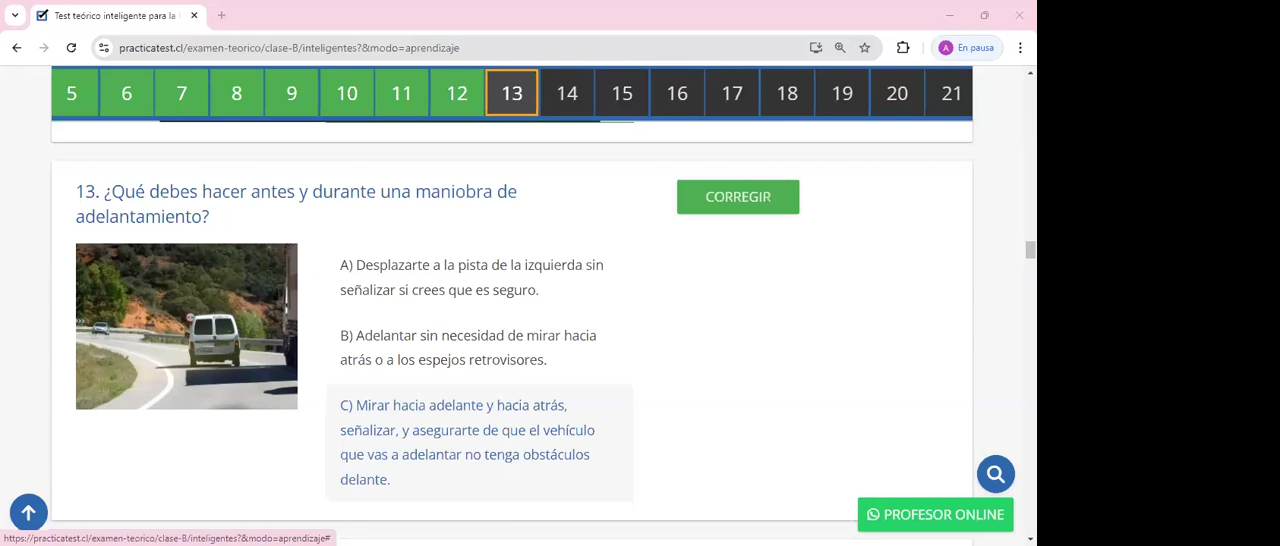 Test teórico inteligente para la
practicatest.cl/examen-teorico/clase-B/inteligentes?&modo=aprendizaje
A
En pausa
5 6 7 8 9 10 11 12 13 14 15 16 17 18 19 20 21
13. ¿Qué debes hacer antes y durante una maniobra de
adelantamiento?
CORREGIR
A) Desplazarte a la pista de la izquierda sin
señalizar si crees que es seguro.
B) Adelantar sin necesidad de mirar hacia
atrás o a los espejos retrovisores.
C) Mirar hacia adelante y hacia atrás,
señalizar, y asegurarte de que el vehículo
que vas a adelantar no tenga obstáculos
delante.
PROFESOR ONLINE
https://practicatest.cl/examen-teorico/clase-B/inteligentes?&modo=aprendizaje#